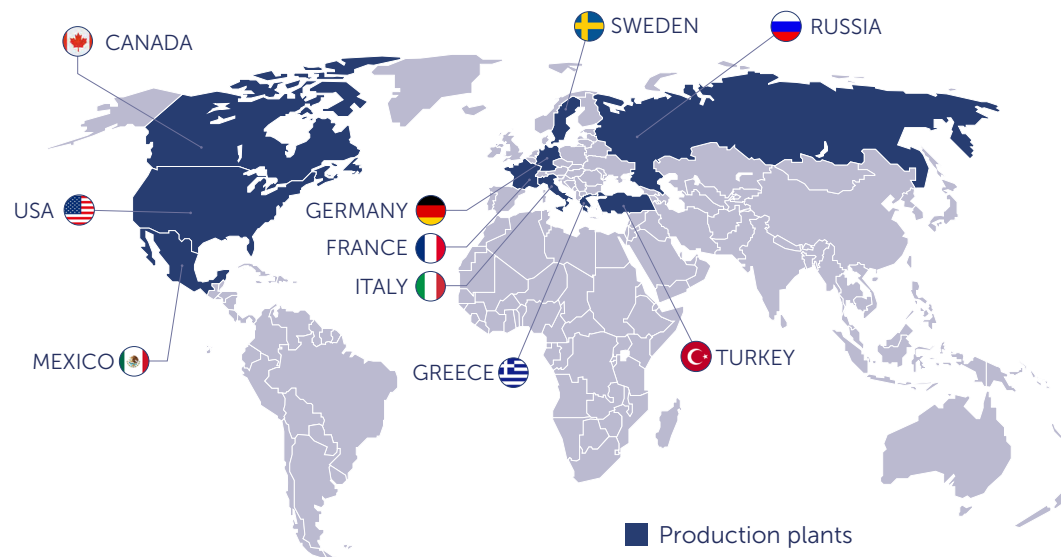 SWEDEN
RUSSIA
CANADA
USA
GERMANY
FRANCE
ITALY
MEXICO
GREECE
TURKEY
Production plants